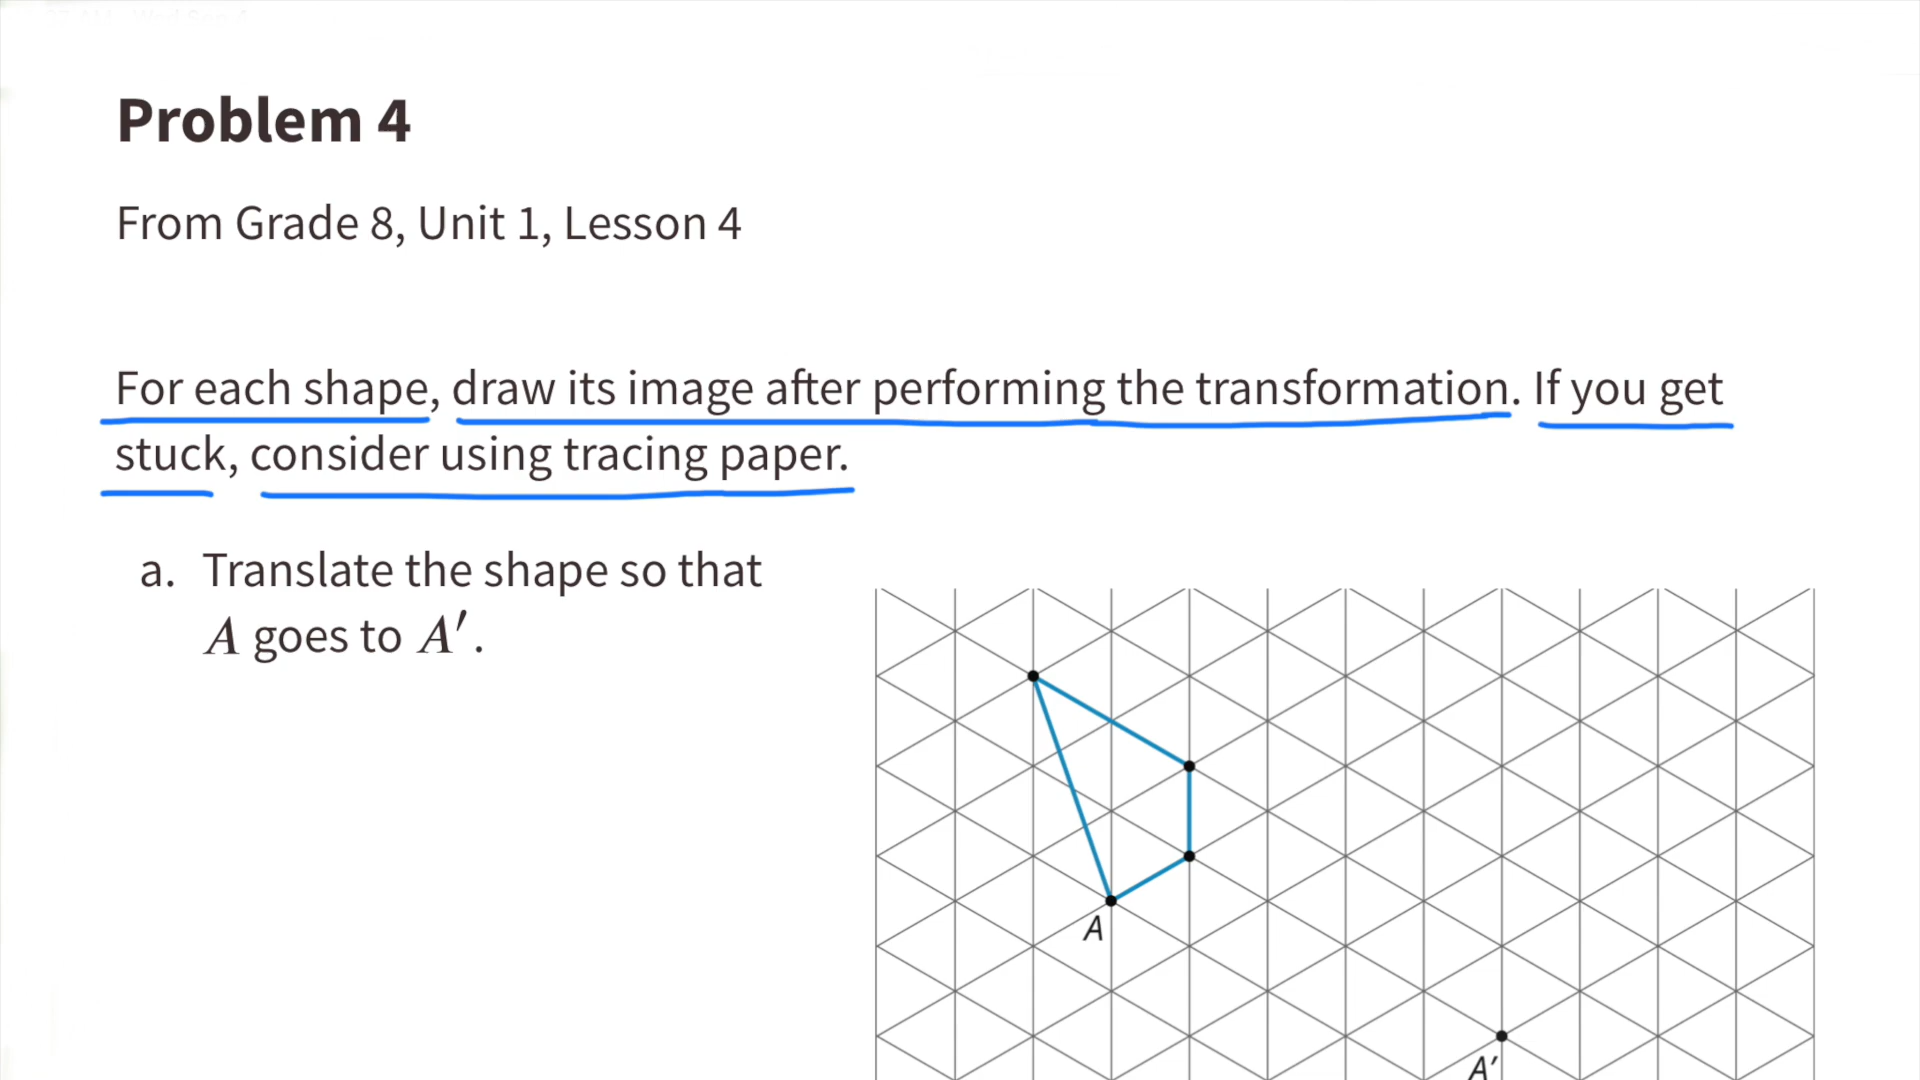 Problem 4
From Grade 8, Unit 1, Lesson 4
For each shape, draw its image after performing the transformation. If you get
stuck, consider using tracing paper.
a. Translate the shape so that
A goes to A′.
A
A′